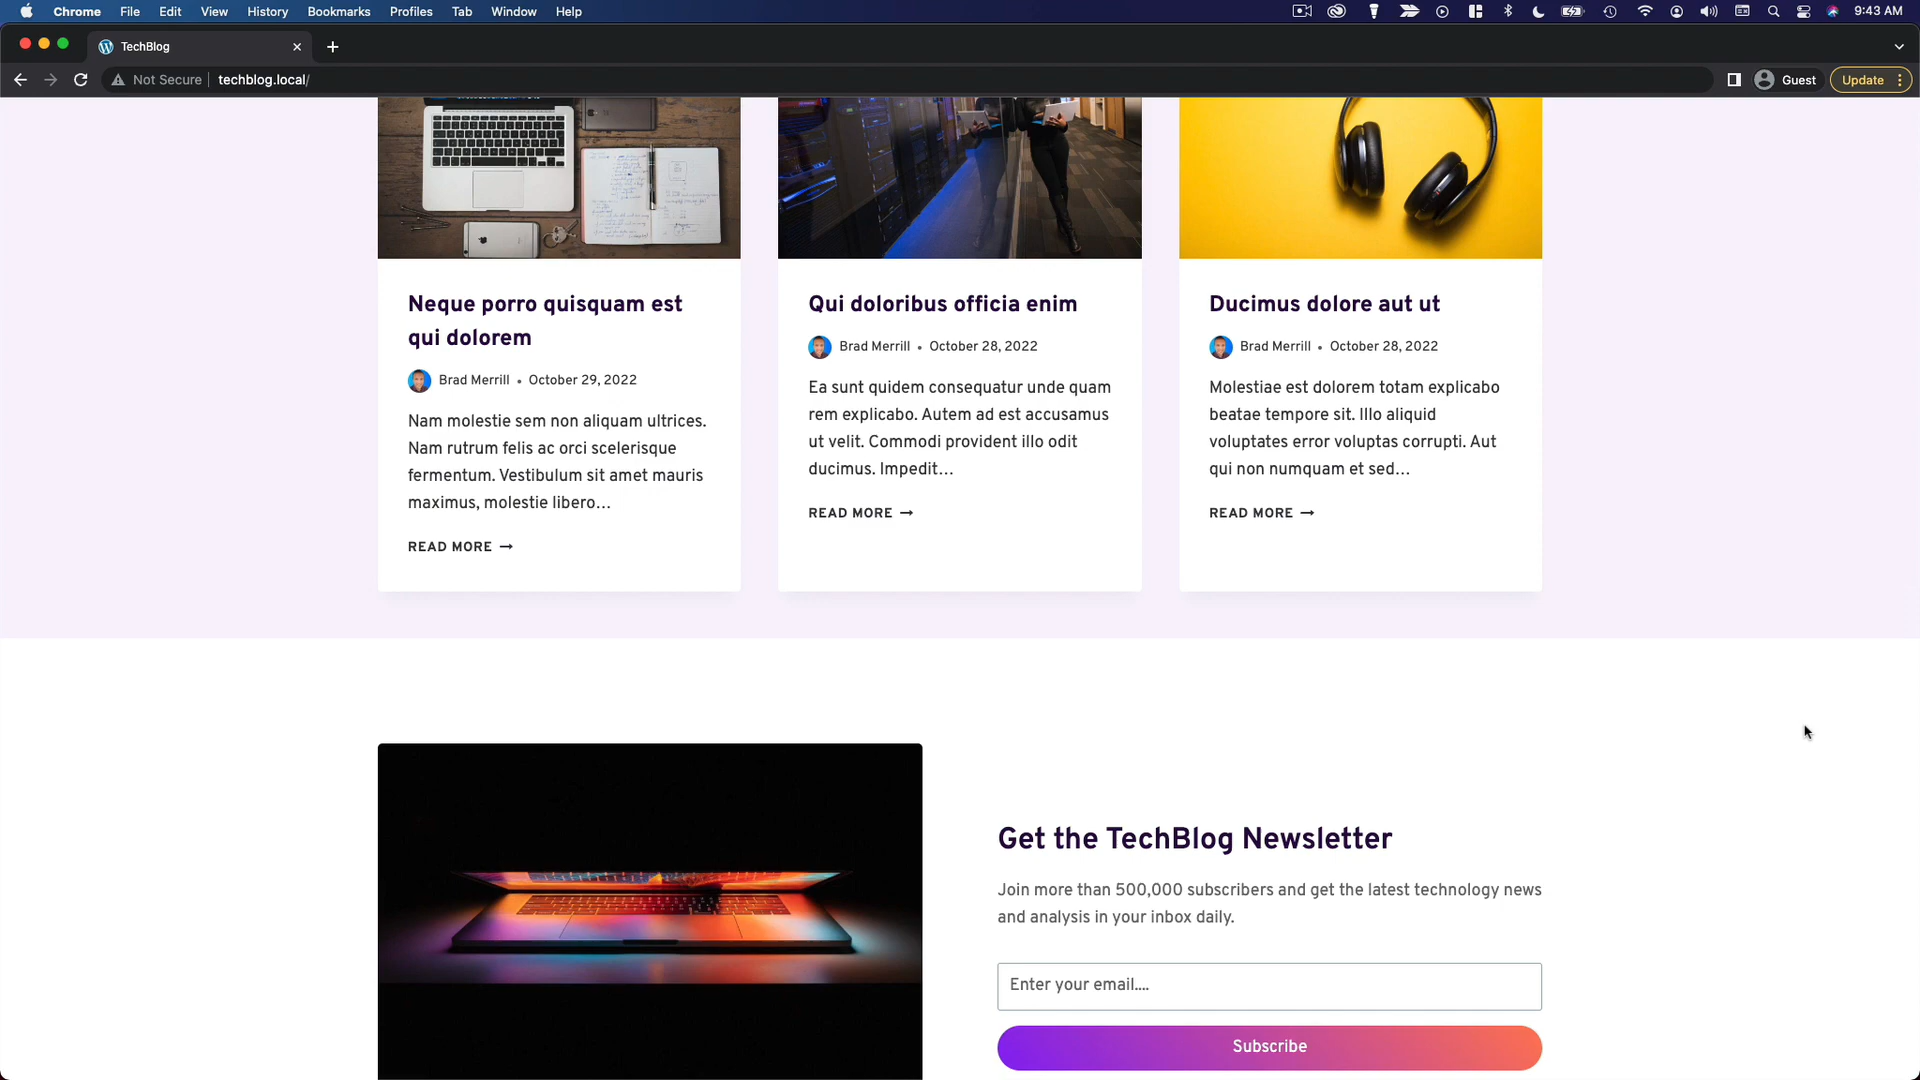 Chrome File Edit View History Bookmarks Profiles Tab Window Help 9:43 AM
TechBlog
Not Secure techblog.local/ Guest Update
Neque porro quisquam est
qui dolorem
Brad Merrill • October 29, 2022
Nam molestie sem non aliquam ultrices.
Nam rutrum felis ac orci scelerisque
fermentum. Vestibulum sit amet mauris
maximus, molestie libero…
READ MORE →
Qui doloribus officia enim
Brad Merrill • October 28, 2022
Ea sunt quidem consequatur unde quam
rem explicabo. Autem ad est accusamus
ut velit. Commodi provident illo odit
ducimus. Impedit…
READ MORE →
Ducimus dolore aut ut
Brad Merrill • October 28, 2022
Molestiae est dolorem totam explicabo
beatae tempore sit. Illo aliquid
voluptates error voluptas corrupti. Aut
qui non numquam et sed…
READ MORE →
Get the TechBlog Newsletter
Join more than 500,000 subscribers and get the latest technology news
and analysis in your inbox daily.
Enter your email....
Subscribe